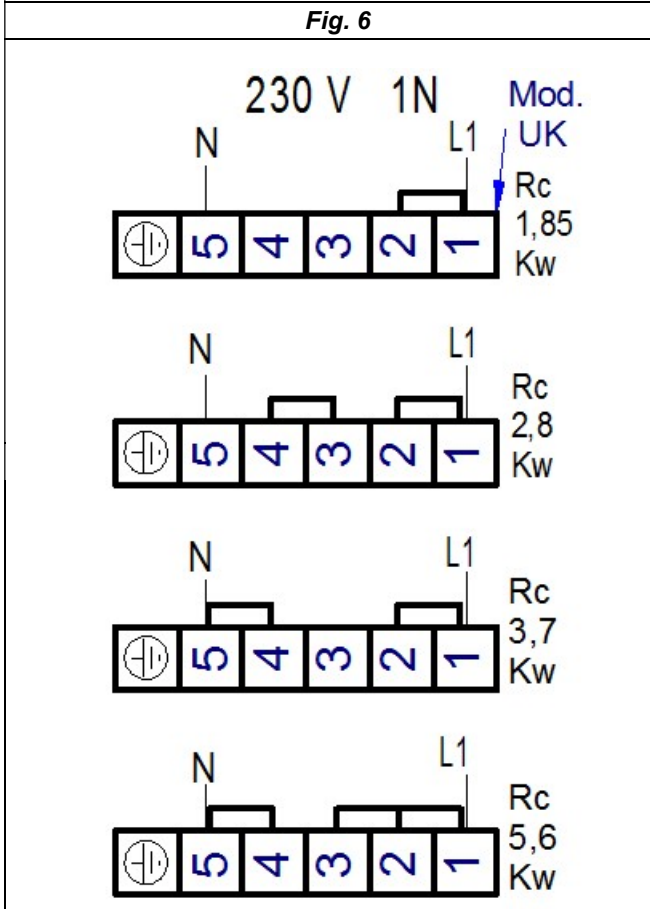 Fig. 6
230 V 1N
Mod.
UK
N
L1
5 4 3 2 1
Rc
1,85
Kw
N
L1
5 4 3 2 1
Rc
2,8
Kw
N
L1
5 4 3 2 1
Rc
3,7
Kw
N
L1
5 4 3 2 1
Rc
5,6
Kw